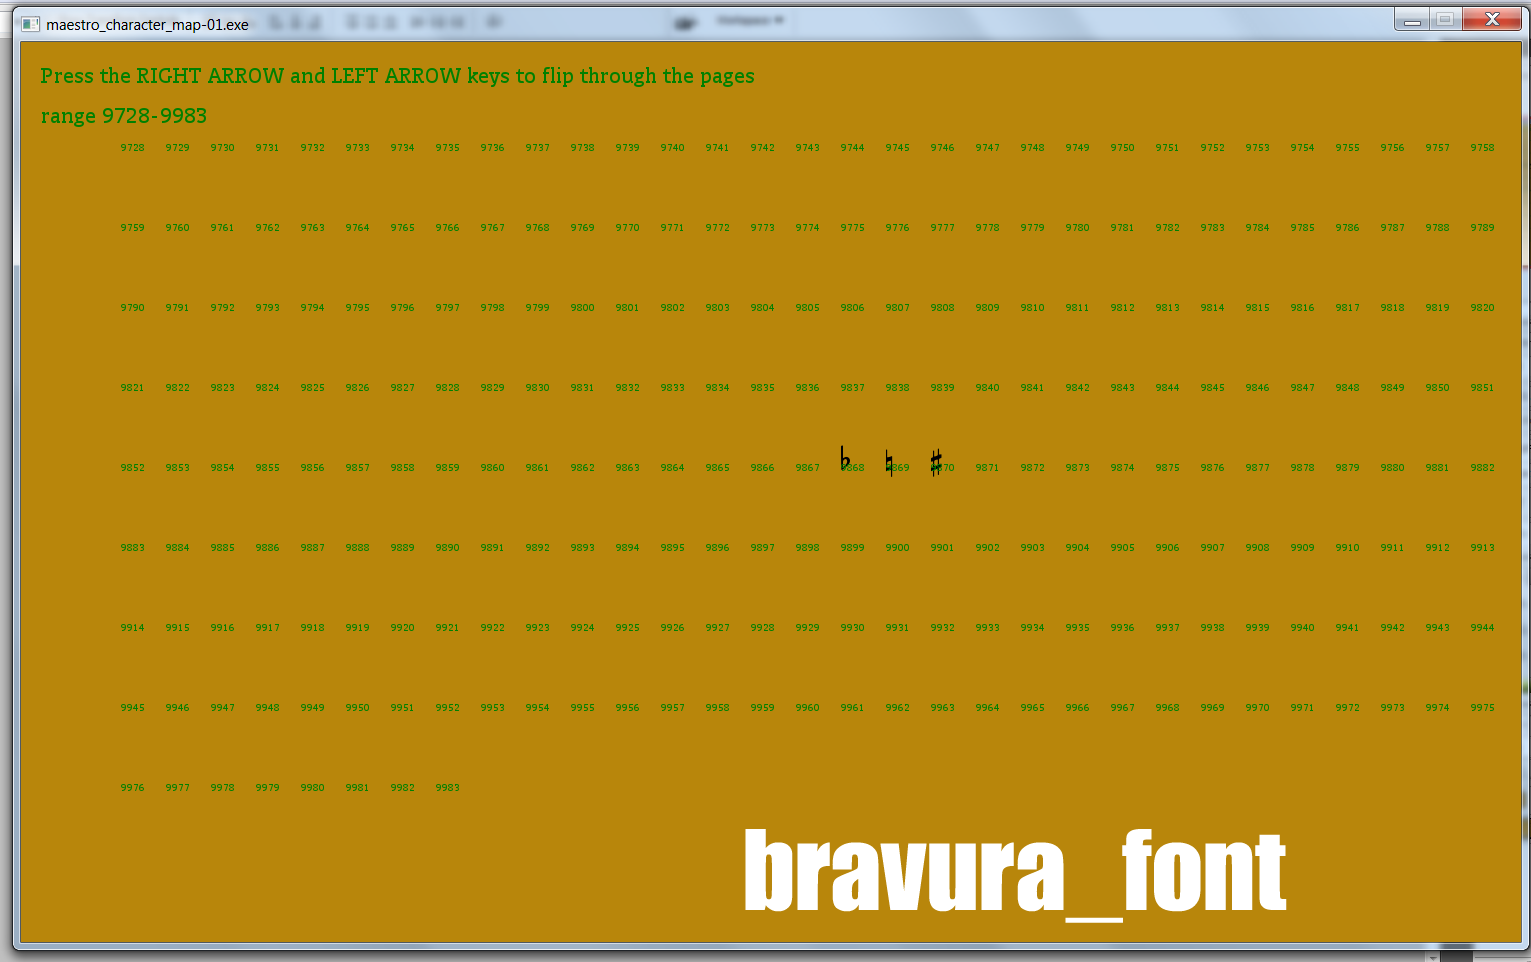 maestro_character_map-01.exe
Press the RIGHT ARROW and LEFT ARROW keys to flip through the pages
range 9728-9983
9728 9729 9730 9731 9732 9733 9734 9735 9736 9737 9738 9739 9740 9741 9742 9743 9744 9745 9746 9747 9748 9749 9750 9751 9752 9753 9754 9755 9756 9757 9758
9759 9760 9761 9762 9763 9764 9765 9766 9767 9768 9769 9770 9771 9772 9773 9774 9775 9776 9777 9778 9779 9780 9781 9782 9783 9784 9785 9786 9787 9788 9789
9790 9791 9792 9793 9794 9795 9796 9797 9798 9799 9800 9801 9802 9803 9804 9805 9806 9807 9808 9809 9810 9811 9812 9813 9814 9815 9816 9817 9818 9819 9820
9821 9822 9823 9824 9825 9826 9827 9828 9829 9830 9831 9832 9833 9834 9835 9836 9837 9838 9839 9840 9841 9842 9843 9844 9845 9846 9847 9848 9849 9850 9851
9852 9853 9854 9855 9856 9857 9858 9859 9860 9861 9862 9863 9864 9865 9866 9867 9868 9869 9870 9871 9872 9873 9874 9875 9876 9877 9878 9879 9880 9881 9882
9883 9884 9885 9886 9887 9888 9889 9890 9891 9892 9893 9894 9895 9896 9897 9898 9899 9900 9901 9902 9903 9904 9905 9906 9907 9908 9909 9910 9911 9912 9913
9914 9915 9916 9917 9918 9919 9920 9921 9922 9923 9924 9925 9926 9927 9928 9929 9930 9931 9932 9933 9934 9935 9936 9937 9938 9939 9940 9941 9942 9943 9944
9945 9946 9947 9948 9949 9950 9951 9952 9953 9954 9955 9956 9957 9958 9959 9960 9961 9962 9963 9964 9965 9966 9967 9968 9969 9970 9971 9972 9973 9974 9975
9976 9977 9978 9979 9980 9981 9982 9983
bravura_font